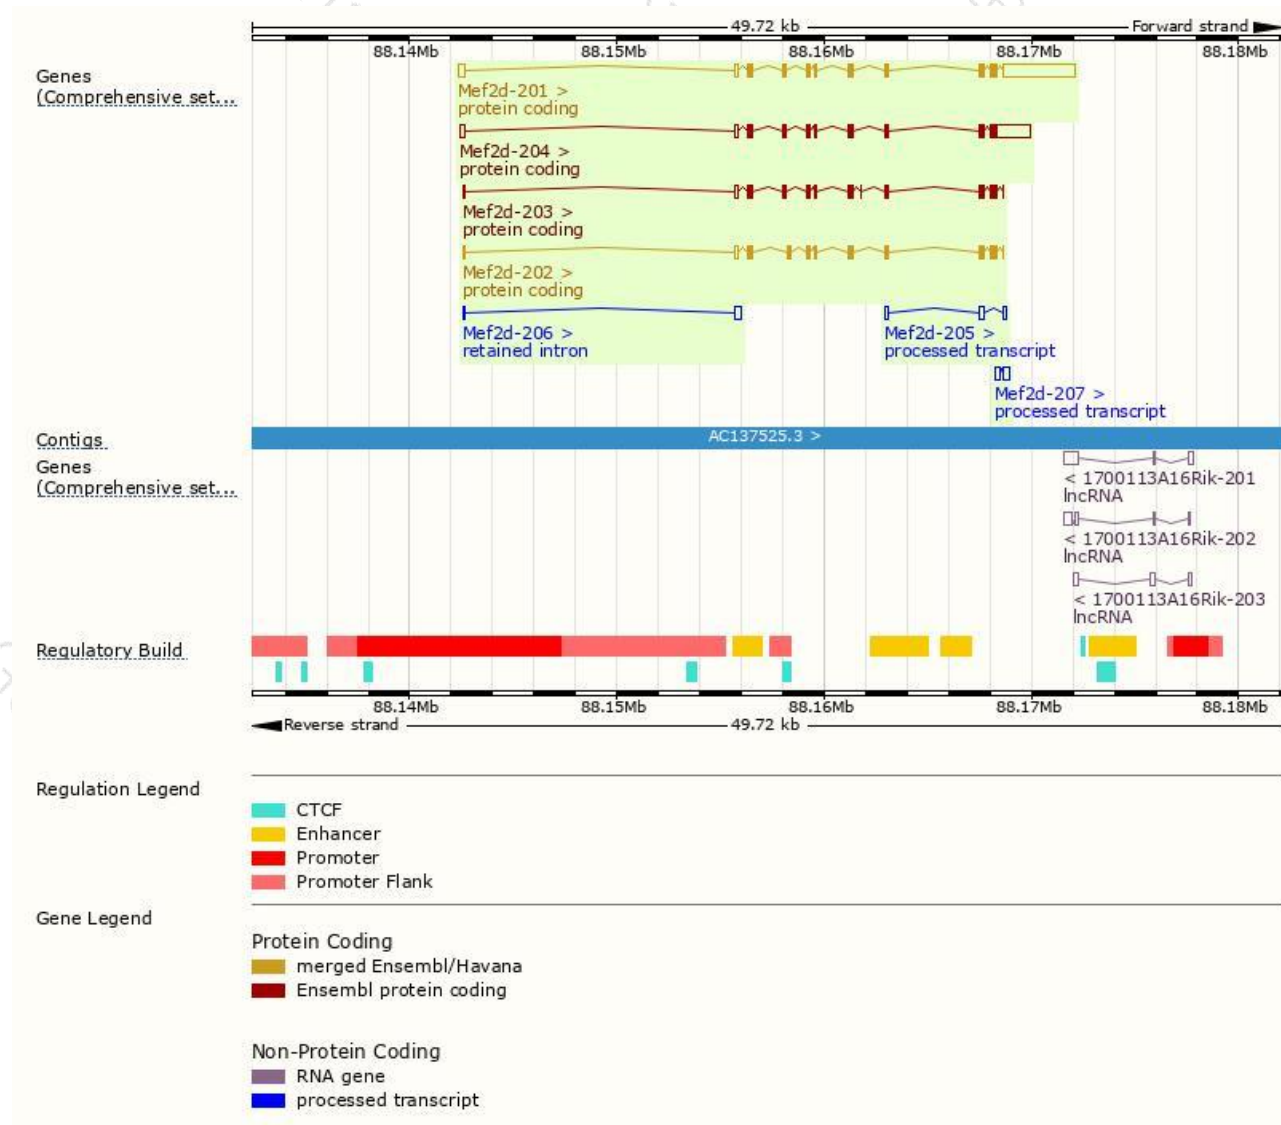 49.72 kb Forward strand
88.14Mb 88.15Mb 88.16Mb 88.17Mb 88.18Mb
Genes
(Comprehensive set...
Mef2d-201 >
protein coding
Mef2d-204 >
protein coding
Mef2d-203 >
protein coding
Mef2d-202 >
protein coding
Mef2d-206 > Mef2d-205 >
retained intron processed transcript
Mef2d-207 >
processed transcript
Contigs AC137525.3 >
Genes
(Comprehensive set...
< 1700113A16Rik-201
lncRNA
< 1700113A16Rik-202
lncRNA
< 1700113A16Rik-203
lncRNA
Regulatory Build
88.14Mb 88.15Mb 88.16Mb 88.17Mb 88.18Mb
Reverse strand 49.72 kb
Regulation Legend
CTCF
Enhancer
Promoter
Promoter Flank
Gene Legend
Protein Coding
merged Ensembl/Havana
Ensembl protein coding
Non-Protein Coding
RNA gene
processed transcript